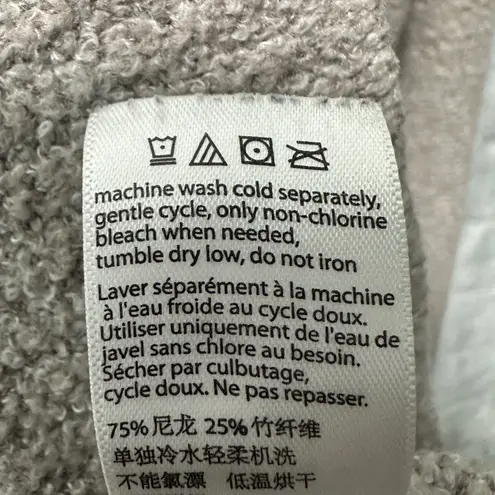 machine wash cold separately,
gentle cycle, only non-chlorine
bleach when needed,
tumble dry low, do not iron
Laver séparément à la machine
à l'eau froide au cycle doux.
Utiliser uniquement de l'eau de
javel sans chlore au besoin.
Sécher par culbutage,
cycle doux. Ne pas repasser.
75% 尼龙 25% 竹纤维
单独冷水轻柔机洗
不能氯漂 低温烘干